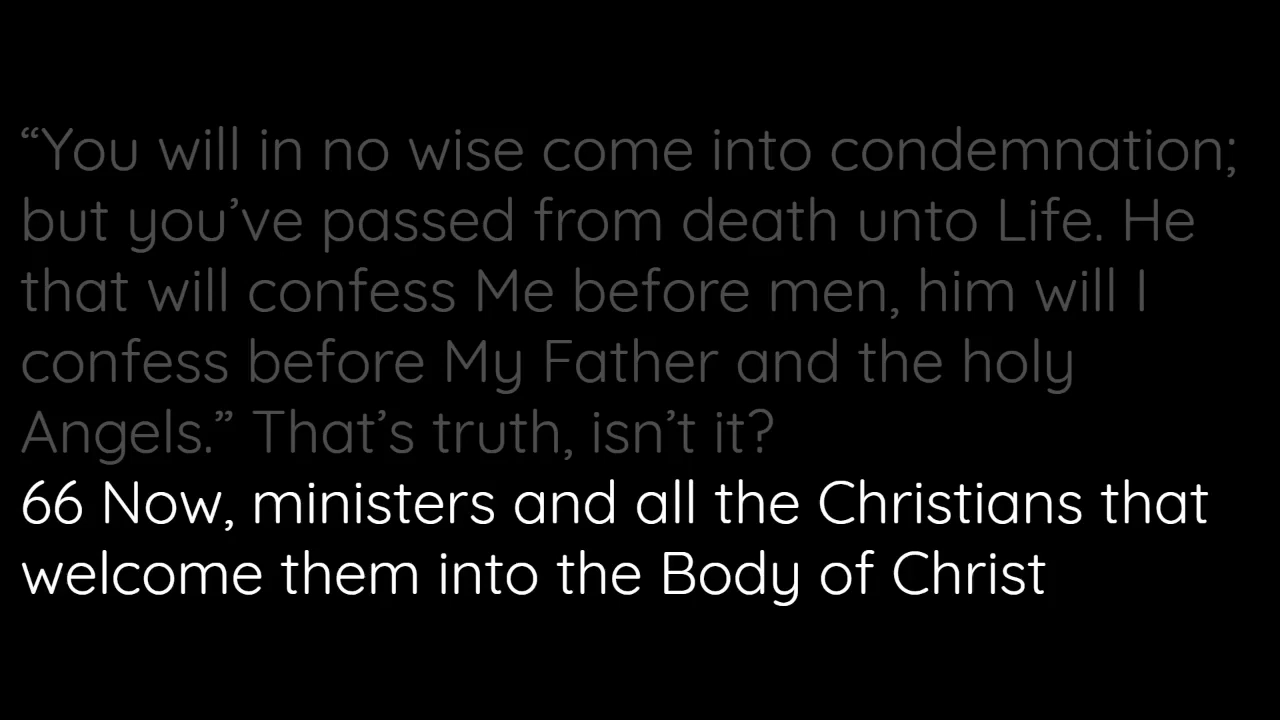 “You will in no wise come into condemnation;
but you’ve passed from death unto Life. He
that will confess Me before men, him will I
confess before My Father and the holy
Angels.” That’s truth, isn’t it?
66 Now, ministers and all the Christians that
welcome them into the Body of Christ